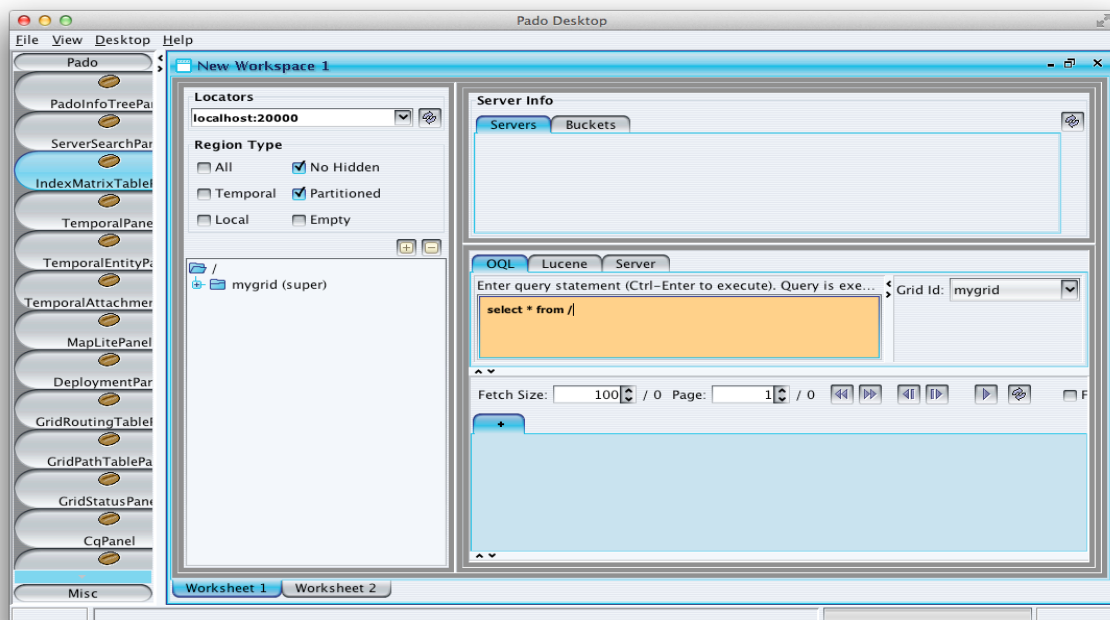 Pado Desktop
File View Desktop Help
Pado
PadoInfoTreePa
ServerSearchPar
IndexMatrixTable
TemporalPane
TemporalEntityPa
TemporalAttachmer
MapLitePanel
DeploymentPar
GridRoutingTable
GridPathTablePa
GridStatusPane
CqPanel
Misc
New Workspace 1
Locators
localhost:20000
Region Type
All No Hidden
Temporal Partitioned
Local Empty
/
mygrid (super)
Server Info
Servers Buckets
OQL Lucene Server
Enter query statement (Ctrl-Enter to execute). Query is exe...
Grid Id: mygrid
select * from /
Fetch Size: 100 / 0 Page: 1 / 0 F
+
Worksheet 1 Worksheet 2